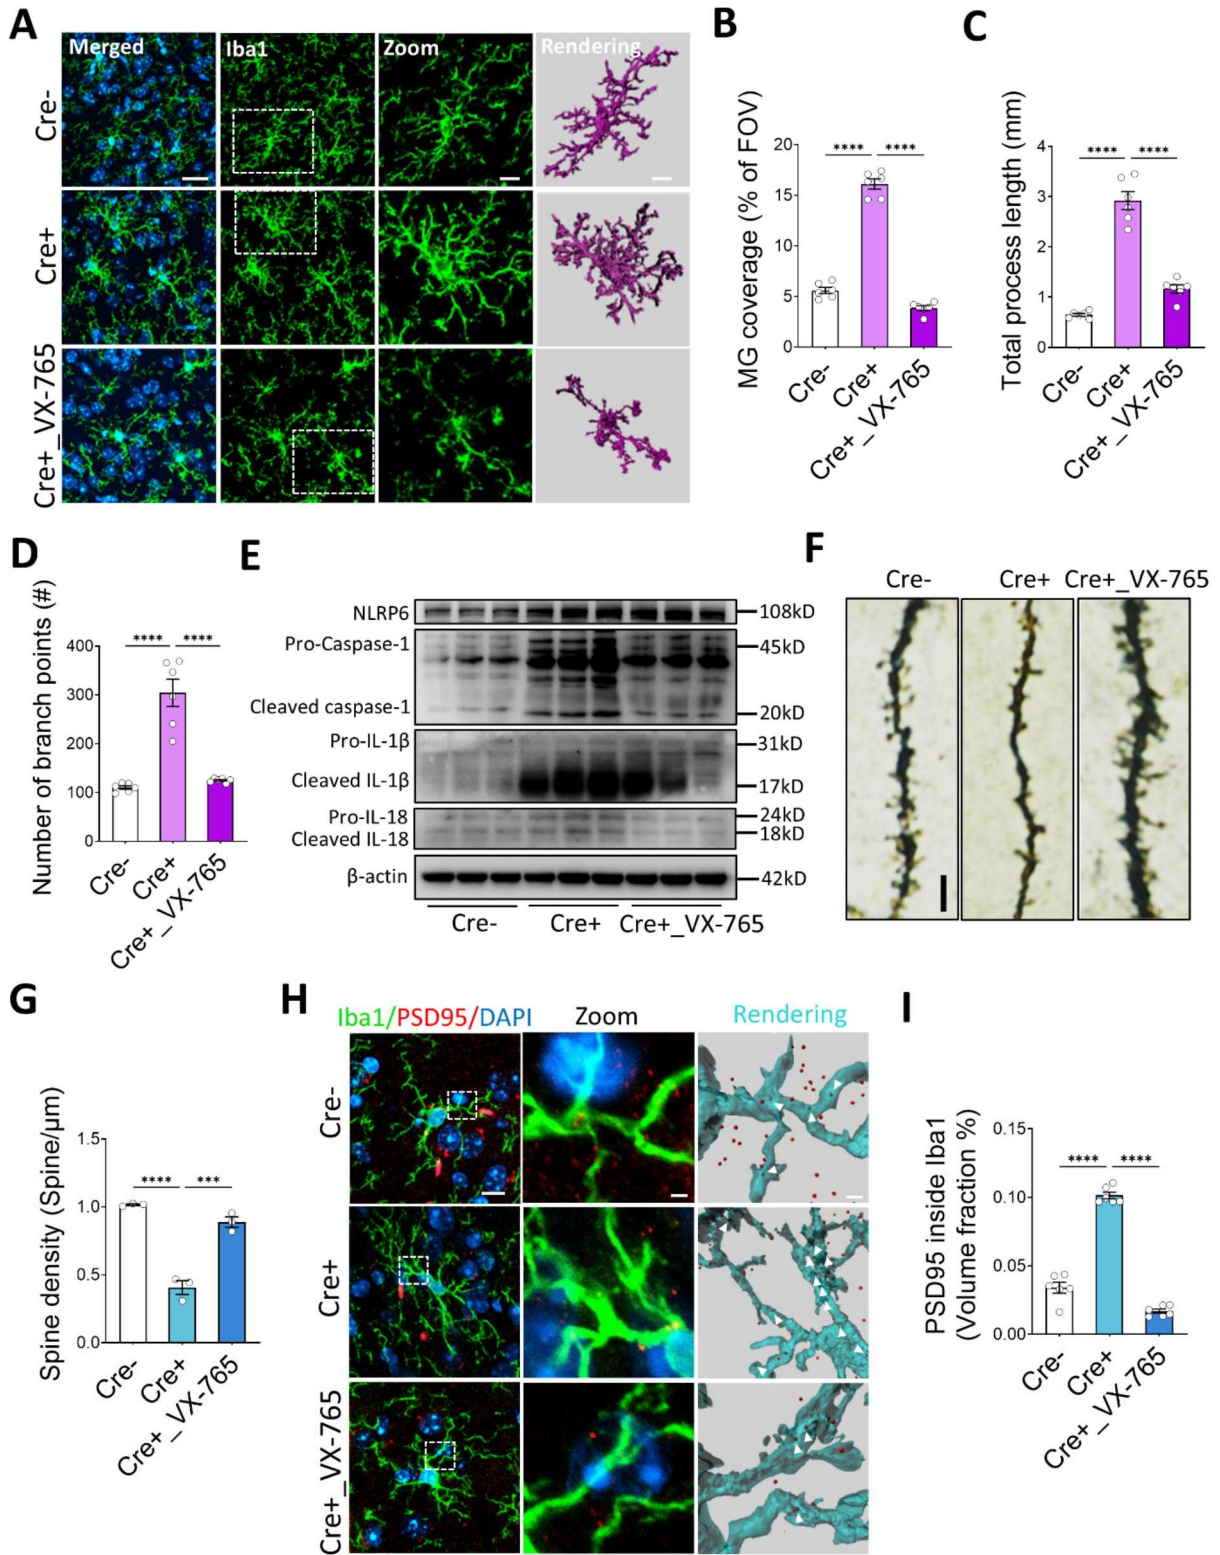 A
Merged
Iba1
Zoom
Rendering
Cre-
Cre+
Cre+_VX-765
B
MG coverage (% of FOV)
20
15
10
5
0
**** ****
Cre-
Cre+
Cre+_VX-765
C
Total process length (mm)
4
3
2
1
0
**** ****
Cre-
Cre+
Cre+_VX-765
D
Number of branch points (#)
400
300
200
100
0
**** ****
Cre-
Cre+
Cre+_VX-765
E
NLRP6 108kD
Pro-Caspase-1 45kD
Cleaved caspase-1 20kD
Pro-IL-1β 31kD
Cleaved IL-1β 17kD
Pro-IL-18 24kD
Cleaved IL-18 18kD
β-actin 42kD
Cre- Cre+ Cre+_VX-765
F
Cre- Cre+ Cre+_VX-765
G
Spine density (Spine/μm)
1.5
1.0
0.5
0.0
**** ***
Cre-
Cre+
Cre+_VX-765
H
Iba1/PSD95/DAPI Zoom Rendering
Cre-
Cre+
Cre+_VX-765
I
PSD95 inside Iba1
(Volume fraction %)
0.15
0.10
0.05
0.00
**** ****
Cre-
Cre+
Cre+_VX-765